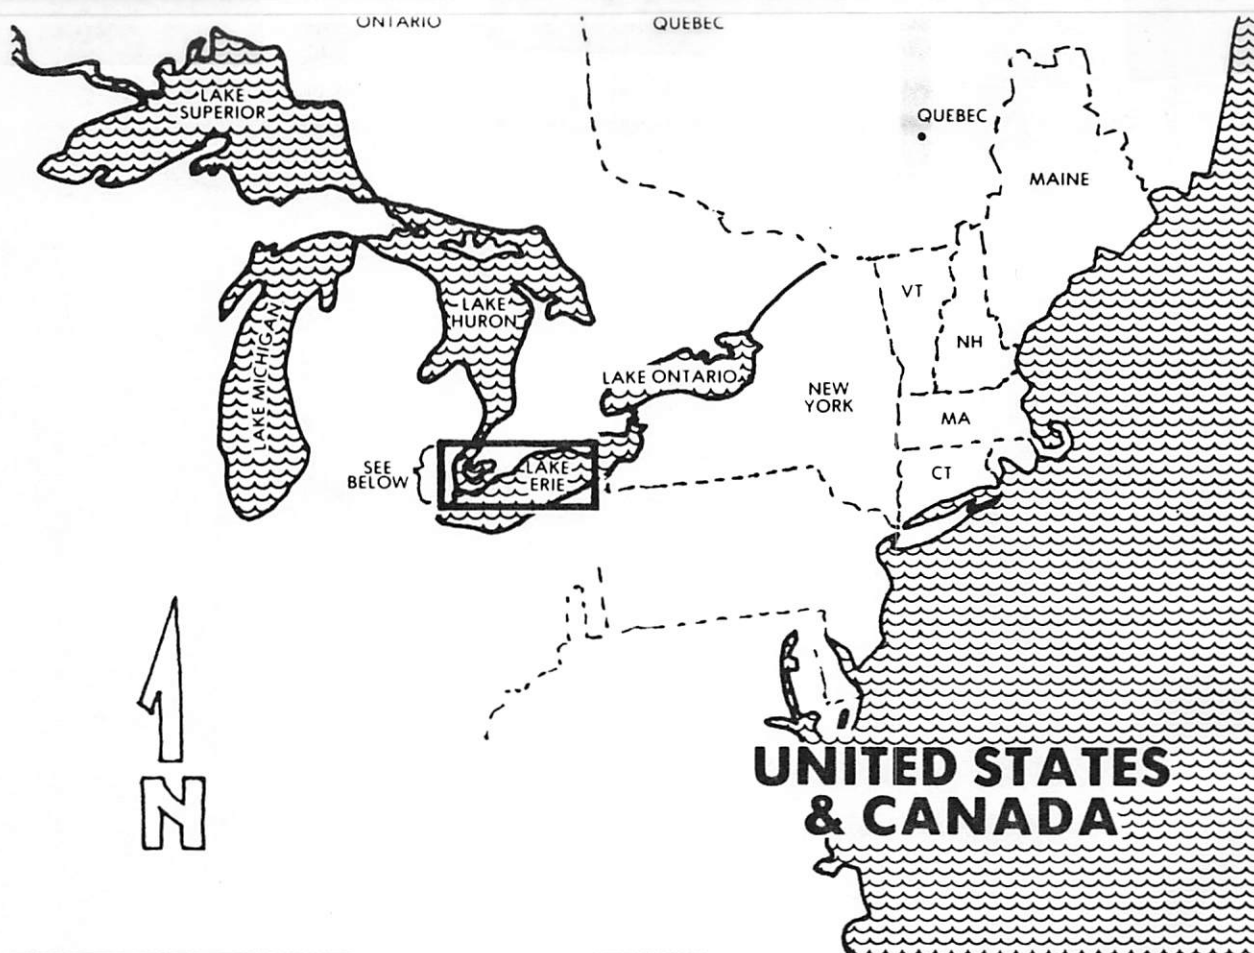 ONTARIO
QUEBEC
LAKE
SUPERIOR
QUEBEC
MAINE
VT
LAKE
HURON
LAKE MICHIGAN
NH
LAKE ONTARIO
NEW
YORK
MA
SEE
BELOW
LAKE
ERIE
CT
N
UNITED STATES
& CANADA